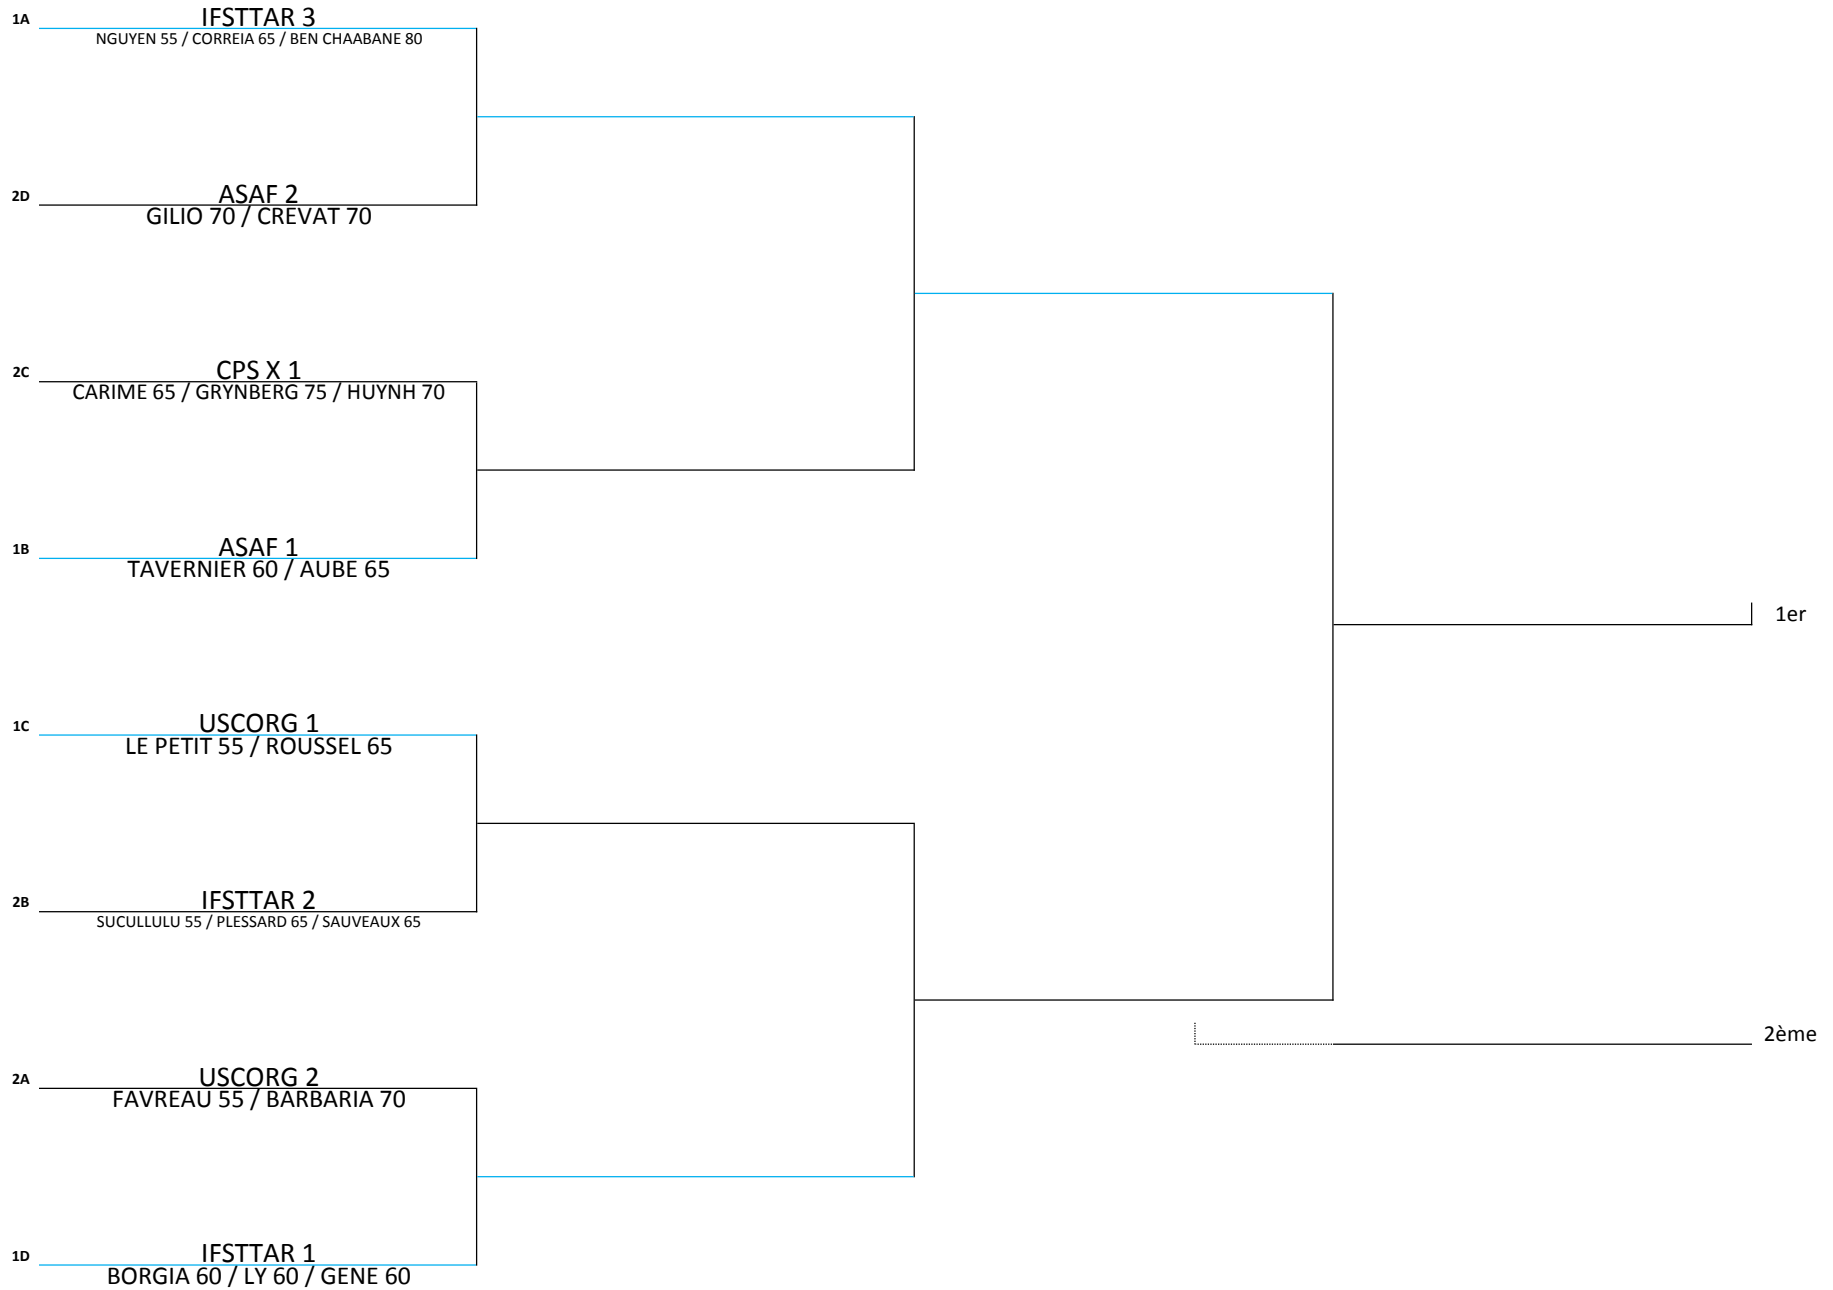 1A
IFSTTAR 3
NGUYEN 55 / CORREIA 65 / BEN CHAABANE 80
2D
ASAF 2
GILIO 70 / CREVAT 70
2C
CPS X 1
CARIME 65 / GRYNBERG 75 / HUYNH 70
1B
ASAF 1
TAVERNIER 60 / AUBE 65
1er
1C
USCORG 1
LE PETIT 55 / ROUSSEL 65
2B
IFSTTAR 2
SUCULLULU 55 / PLESSARD 65 / SAUVEAUX 65
2ème
2A
USCORG 2
FAVREAU 55 / BARBARIA 70
1D
IFSTTAR 1
BORGIA 60 / LY 60 / GENE 60